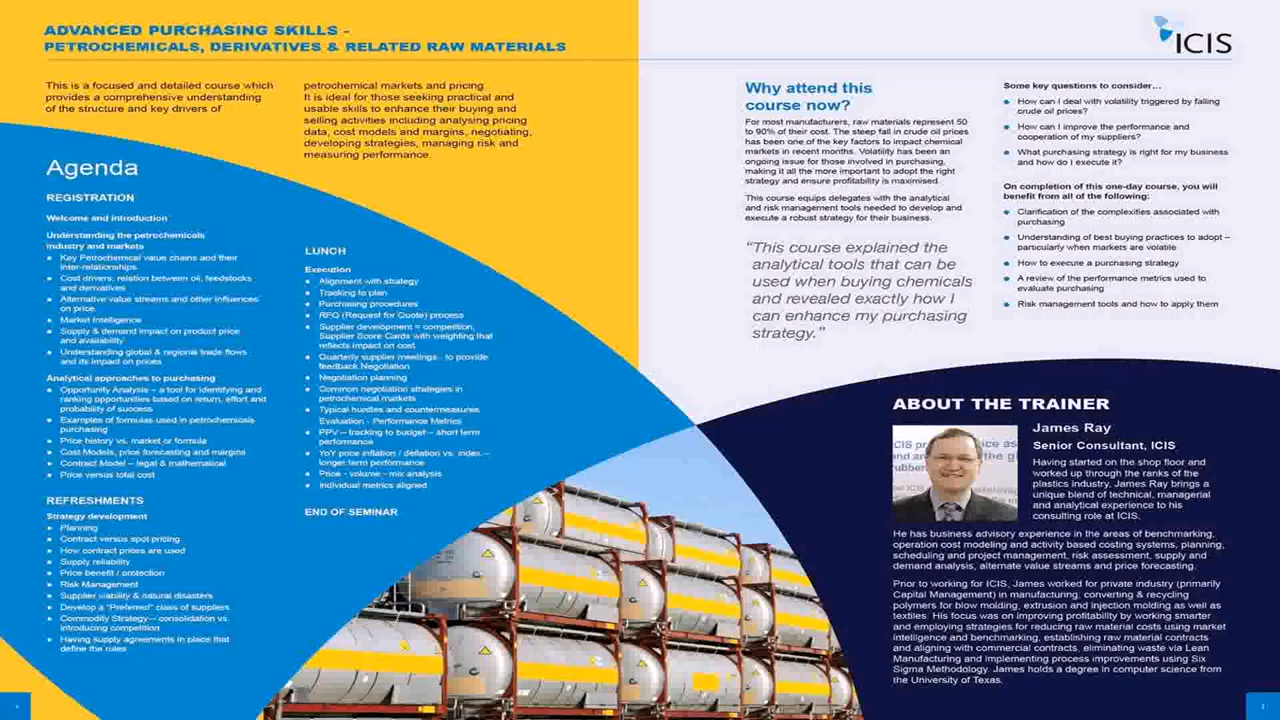 ADVANCED PURCHASING SKILLS -
PETROCHEMICALS, DERIVATIVES & RELATED RAW MATERIALS
This is a focused and detailed course which
provides a comprehensive understanding
of the structure and key drivers of
petrochemical markets and pricing
It is ideal for those seeking practical and
usable skills to enhance their buying and
selling activities including analysing pricing
data, cost models and margins, negotiating,
developing strategies, managing risk and
measuring performance.
Agenda
REGISTRATION
Welcome and introduction
Understanding the petrochemicals
industry and markets
Key Petrochemical value chains and their
inter-relationships
Cost drivers: relation between oil, feedstocks
and derivatives
Alternative value streams and other influences
on price
Market Intelligence
Supply & demand impact on product price
and availability
Understanding global & regional trade flows
and its impact on prices
Analytical approaches to purchasing
Opportunity Analysis – a tool for identifying and
ranking opportunities based on return, effort and
probability of success
Examples of formulas used in petrochemicals
purchasing
Price history vs. market or formula
Cost Models, price forecasting and margins
Contract Model – legal & mathematical
Price versus total cost
REFRESHMENTS
Strategy development
Planning
Contract versus spot pricing
How contract prices are used
Supply reliability
Price benefit / protection
Risk Management
Supplier viability & natural disasters
Develop a "Preferred" class of suppliers
Commodity Strategy – consolidation vs.
introducing competition
Having supply agreements in place that
define the rules
LUNCH
Execution
Alignment with strategy
Tracking to plan
Purchasing procedures
RFQ (Request for Quote) process
Supplier development = competition,
Supplier Score Cards with weighting that
reflects impact on cost
Quarterly supplier meetings - to provide
feedback Negotiation
Negotiation planning
Common negotiation strategies in
petrochemical markets
Typical hurdles and countermeasures
Evaluation - Performance Metrics
PPV – tracking to budget – short term
performance
YoY price inflation / deflation vs. index –
longer term performance
Price - volume - mix analysis
Individual metrics aligned
END OF SEMINAR
ICIS
Why attend this
course now?
For most manufacturers, raw materials represent 50
to 90% of their cost. The steep fall in crude oil prices
has been one of the key factors to impact chemical
markets in recent months. Volatility has been an
ongoing issue for those involved in purchasing,
making it all the more important to adopt the right
strategy and ensure profitability is maximised.
This course equips delegates with the analytical
and risk management tools needed to develop and
execute a robust strategy for their business.
“This course explained the
analytical tools that can be
used when buying chemicals
and revealed exactly how I
can enhance my purchasing
strategy.”
Some key questions to consider…
How can I deal with volatility triggered by falling
crude oil prices?
How can I improve the performance and
cooperation of my suppliers?
What purchasing strategy is right for my business
and how do I execute it?
On completion of this one-day course, you will
benefit from all of the following:
Clarification of the complexities associated with
purchasing
Understanding of best buying practices to adopt –
particularly when markets are volatile
How to execute a purchasing strategy
A review of the performance metrics used to
evaluate purchasing
Risk management tools and how to apply them
ABOUT THE TRAINER
James Ray
Senior Consultant, ICIS
Having started on the shop floor and
worked up through the ranks of the
plastics industry, James Ray brings a
unique blend of technical, managerial
and analytical experience to his
consulting role at ICIS.
He has business advisory experience in the areas of benchmarking,
operation cost modeling and activity based costing systems, planning,
scheduling and project management, risk assessment, supply and
demand analysis, alternate value streams and price forecasting.
Prior to working for ICIS, James worked for private industry (primarily
Capital Management) in manufacturing, converting & recycling
polymers for blow molding, extrusion and injection molding as well as
textiles. His focus was on improving profitability by working smarter
and employing strategies for reducing raw material costs using market
intelligence and benchmarking, establishing raw material contracts
and aligning with commercial contracts, eliminating waste via Lean
Manufacturing and implementing process improvements using Six
Sigma Methodology. James holds a degree in computer science from
the University of Texas.